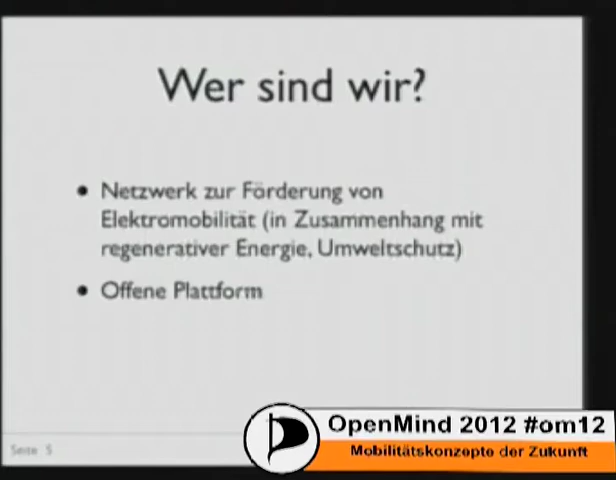 Wer sind wir?
• Netzwerk zur Förderung von
Elektromobilität (in Zusammenhang mit
regenerativer Energie, Umweltschutz)
• Offene Plattform
Seite 5
OpenMind 2012 #om12
Mobilitätskonzepte der Zukunft